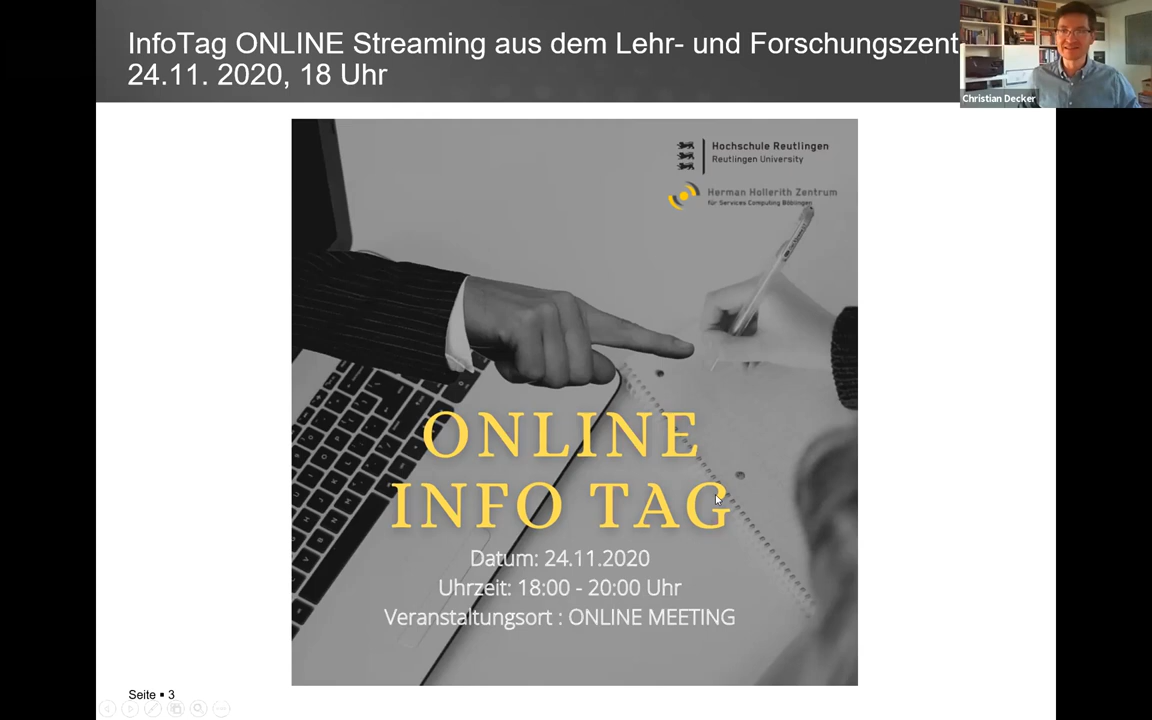 InfoTag ONLINE Streaming aus dem Lehr- und Forschungszent
24.11. 2020, 18 Uhr
Christian Decker
Hochschule Reutlingen
Reutlingen University
Herman Hollerith Zentrum
für Services Computing Böblingen
ONLINE
INFO TAG
Datum: 24.11.2020
Uhrzeit: 18:00 - 20:00 Uhr
Veranstaltungsort : ONLINE MEETING
Seite ▪ 3